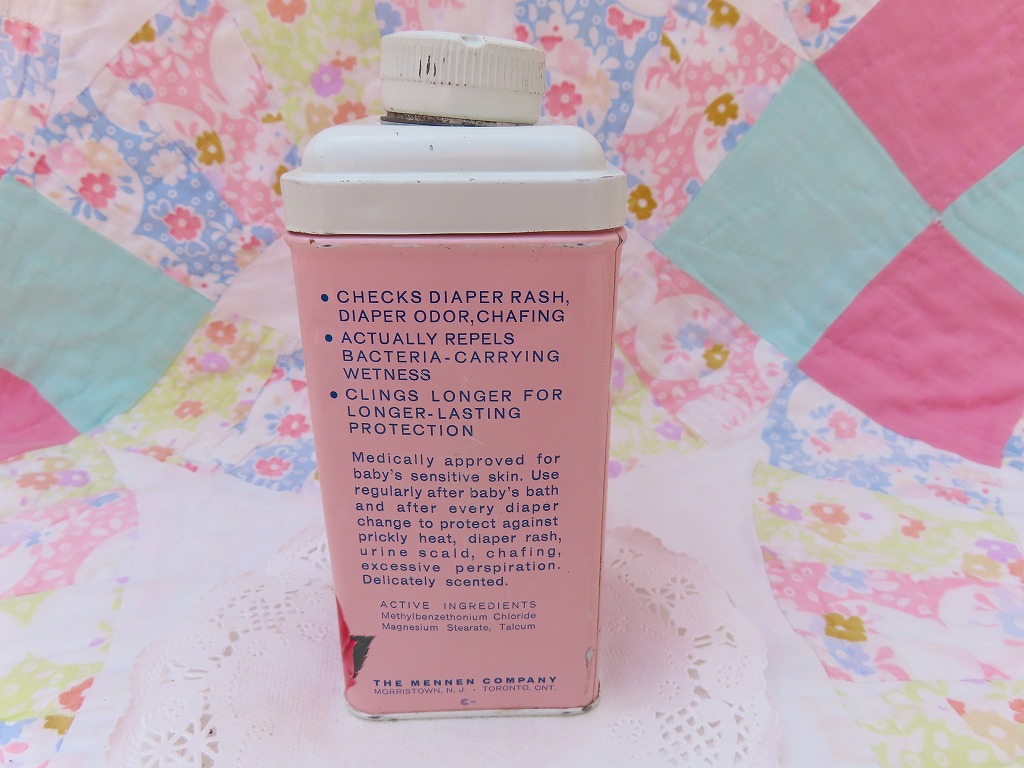 • CHECKS DIAPER RASH,
DIAPER ODOR, CHAFING
• ACTUALLY REPELS
BACTERIA-CARRYING
WETNESS
• CLINGS LONGER FOR
LONGER-LASTING
PROTECTION
Medically approved for
baby's sensitive skin. Use
regularly after baby's bath
and after every diaper
change to protect against
prickly heat, diaper rash,
urine scald, chafing,
excessive perspiration.
Delicately scented.
ACTIVE INGREDIENTS
Methylbenzethonium Chloride
Magnesium Stearate, Talcum
THE MENNEN COMPANY
MORRISTOWN, N. J. · TORONTO, ONT.